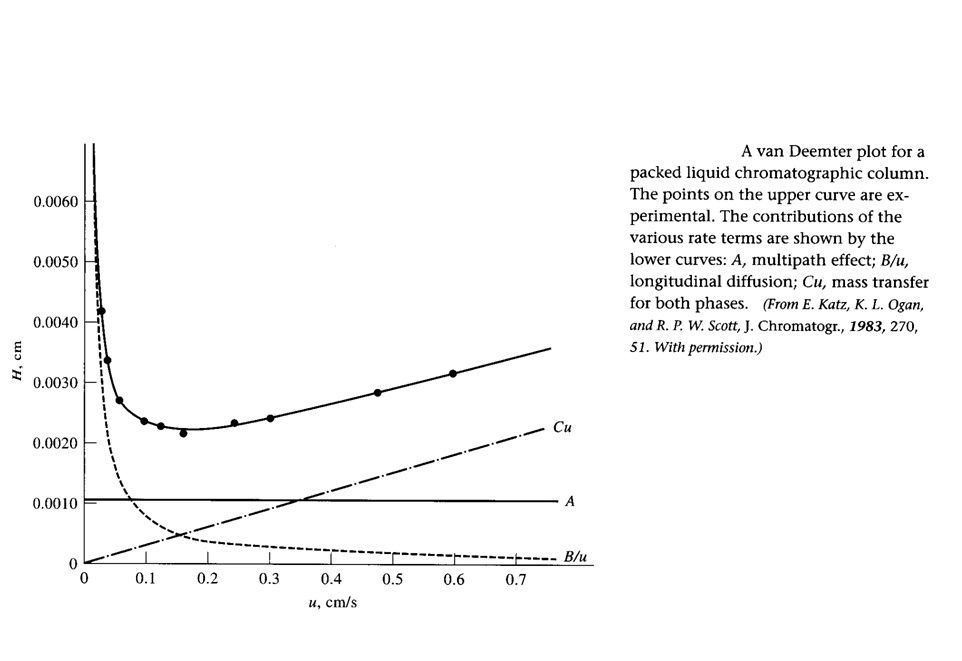 A van Deemter plot for a
packed liquid chromatographic column.
The points on the upper curve are ex-
perimental. The contributions of the
various rate terms are shown by the
lower curves: A, multipath effect; B/u,
longitudinal diffusion; Cu, mass transfer
for both phases. (From E. Katz, K. L. Ogan,
and R. P. W. Scott, J. Chromatogr., 1983, 270,
51. With permission.)
H, cm
0.0060
0.0050
0.0040
0.0030
0.0020
0.0010
0
Cu
A
B/u
0 0.1 0.2 0.3 0.4 0.5 0.6 0.7
u, cm/s